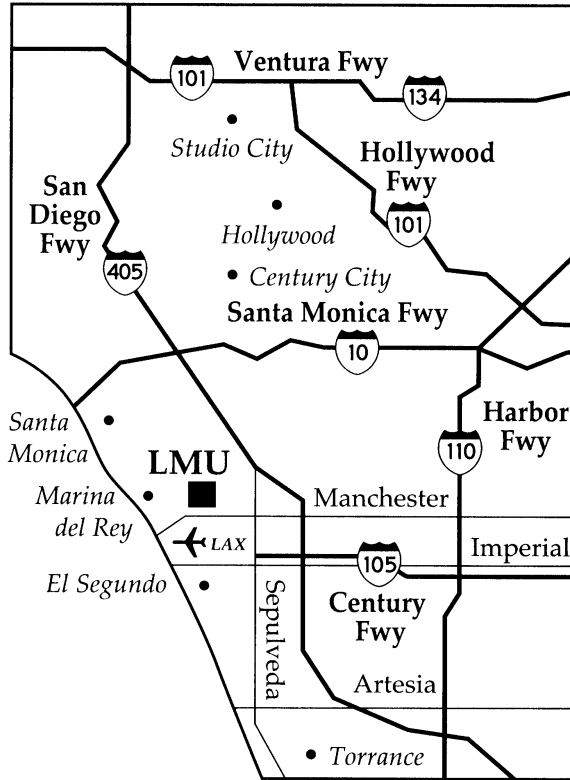 Ventura Fwy
101
134
Studio City
Hollywood
Fwy
San
Diego
Fwy
101
Hollywood
405
Century City
Santa Monica Fwy
10
Santa
Monica
Harbor
Fwy
110
LMU
Marina
del Rey
Manchester
LAX
Imperial
105
El Segundo
Sepulveda
Century
Fwy
Artesia
Torrance